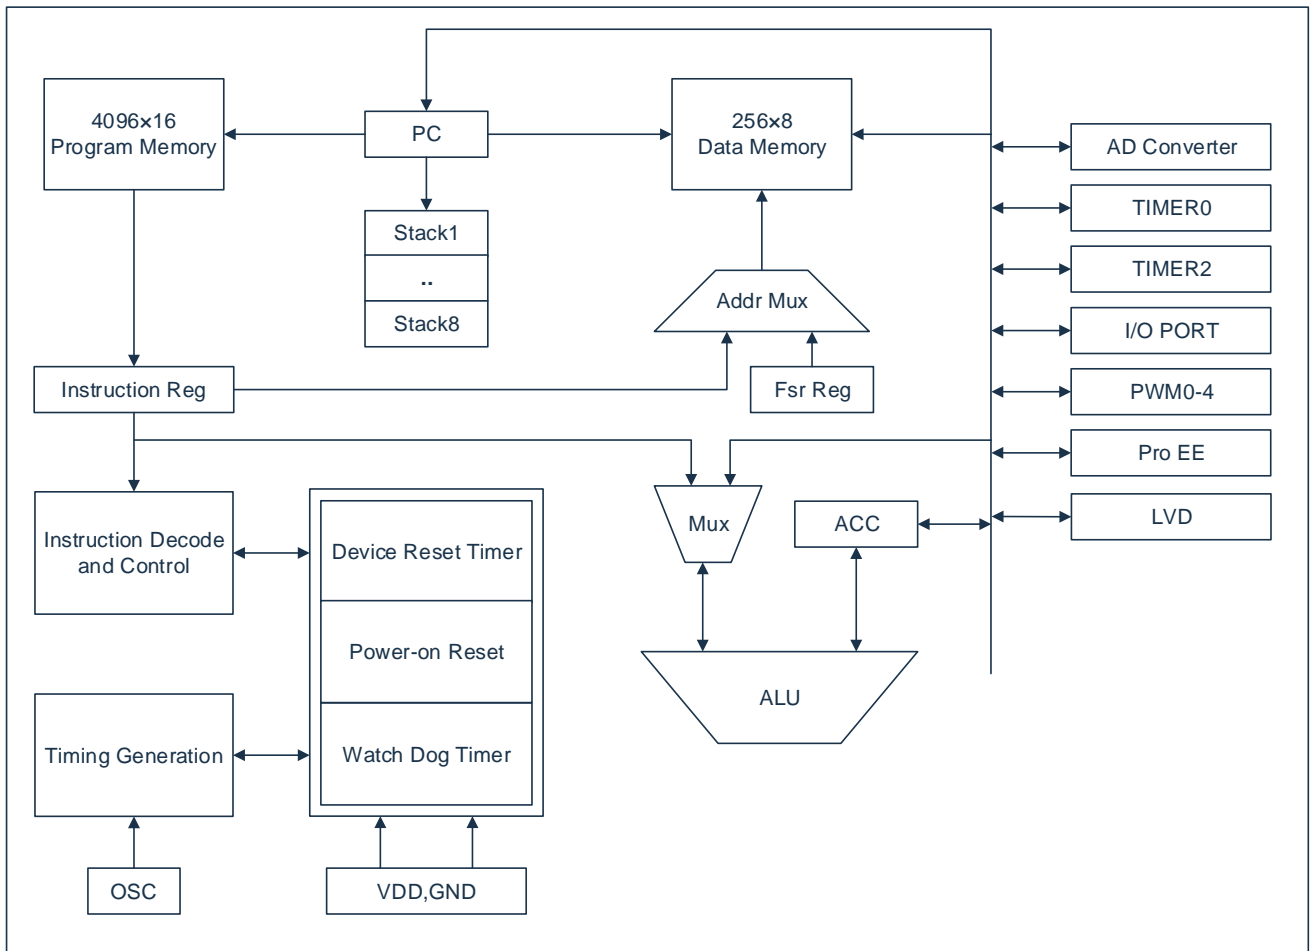 4096×16
Program Memory
PC
256×8
Data Memory
AD Converter
TIMER0
Stack1
TIMER2
..
Addr Mux
Stack8
I/O PORT
Instruction Reg
Fsr Reg
PWM0-4
Pro EE
Mux
ACC
LVD
Instruction Decode
and Control
Device Reset Timer
Power-on Reset
ALU
Timing Generation
Watch Dog Timer
OSC
VDD,GND